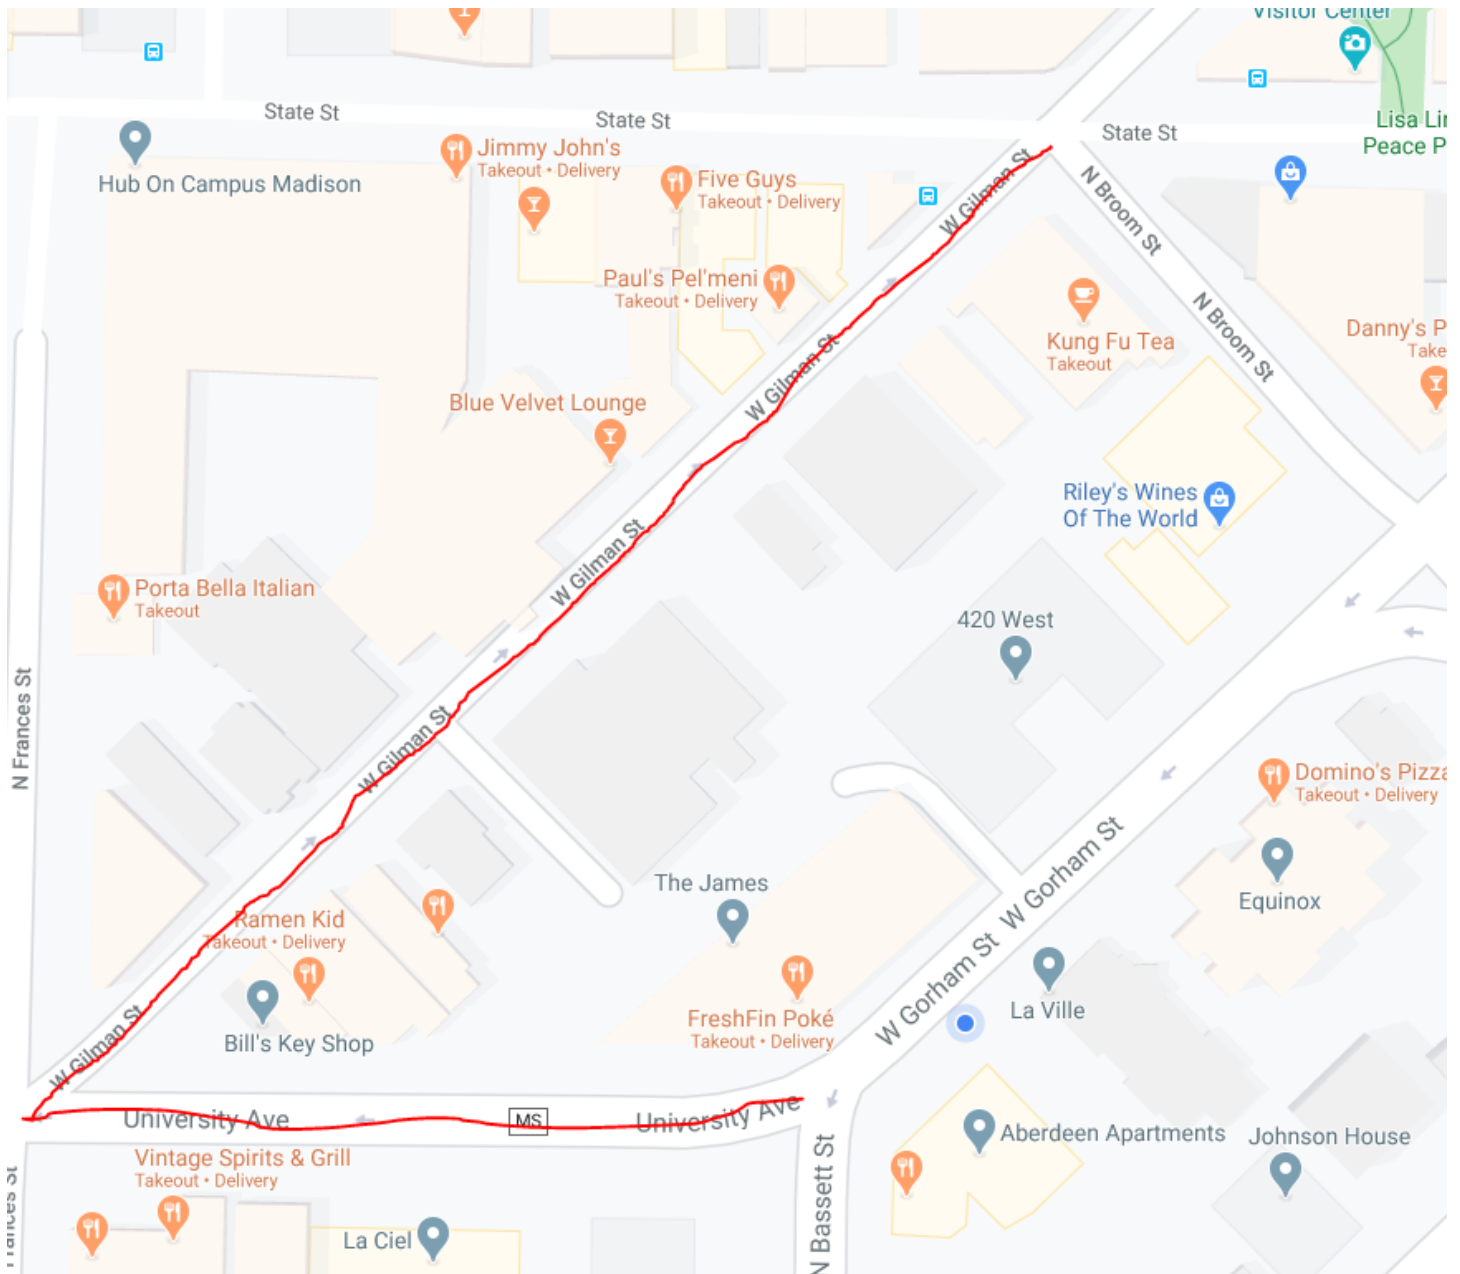 Visitor Center
State St
State St
State St
Lisa Lin
Peace P
Hub On Campus Madison
Jimmy John's
Takeout • Delivery
Five Guys
Takeout • Delivery
W Gilman St
N Broom St
Paul's Pel'meni
Takeout • Delivery
N Broom St
Kung Fu Tea
Takeout
Danny's P
Take
W Gilman St
Blue Velvet Lounge
Riley's Wines
Of The World
W Gilman St
Porta Bella Italian
Takeout
420 West
N Frances St
W Gilman St
Domino's Pizza
Takeout • Delivery
W Gorham St
The James
Equinox
Ramen Kid
Takeout • Delivery
W Gorham St
La Ville
FreshFin Poké
Takeout • Delivery
Bill's Key Shop
W Gilman St
University Ave
MS
University Ave
Aberdeen Apartments
Johnson House
Vintage Spirits & Grill
Takeout • Delivery
N Bassett St
Frances St
La Ciel